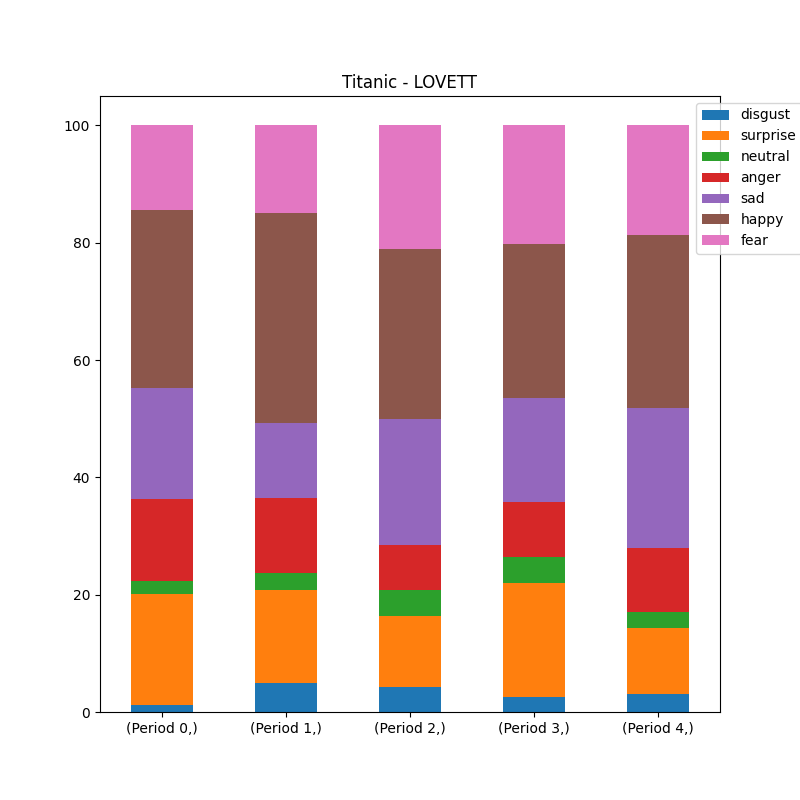 Titanic - LOVETT
100
80
60
40
20
0
(Period 0,) (Period 1,) (Period 2,) (Period 3,) (Period 4,)
disgust
surprise
neutral
anger
sad
happy
fear